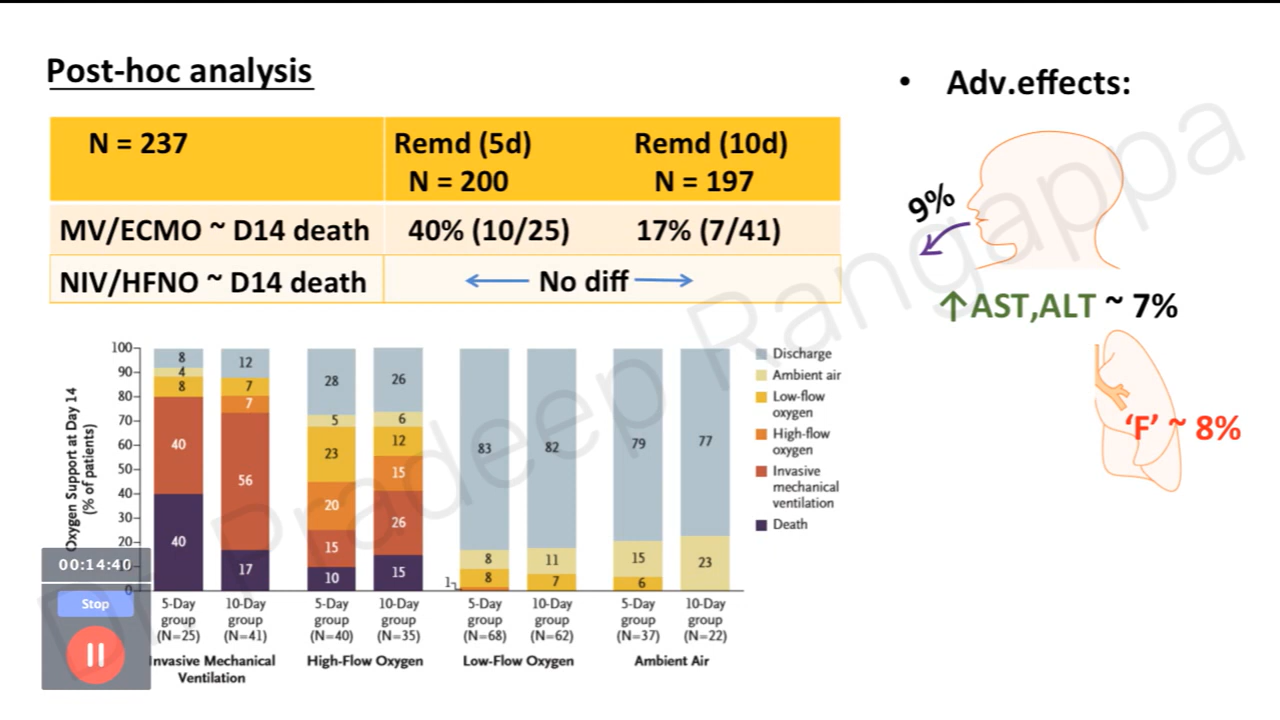 Post-hoc analysis
N = 237
Remd (5d)
N = 200
Remd (10d)
N = 197
MV/ECMO ~ D14 death
40% (10/25)
17% (7/41)
NIV/HFNO ~ D14 death
No diff
• Adv.effects:
9%
↑AST,ALT ~ 7%
'F' ~ 8%
Oxygen Support at Day 14
(% of patients)
100
90
80
70
60
50
40
30
20
0
8
4
8
40
40
12
7
7
56
17
28
5
23
20
15
10
26
6
12
15
26
15
83
8
8
1
82
11
7
79
15
6
77
23
5-Day
group
(N=25)
10-Day
group
(N=41)
5-Day
group
(N=40)
10-Day
group
(N=35)
5-Day
group
(N=68)
10-Day
group
(N=62)
5-Day
group
(N=37)
10-Day
group
(N=22)
Invasive Mechanical
Ventilation
High-Flow Oxygen
Low-Flow Oxygen
Ambient Air
Discharge
Ambient air
Low-flow
oxygen
High-flow
oxygen
Invasive
mechanical
ventilation
Death
00:14:40
Stop
Dr Pradeep Rangappa